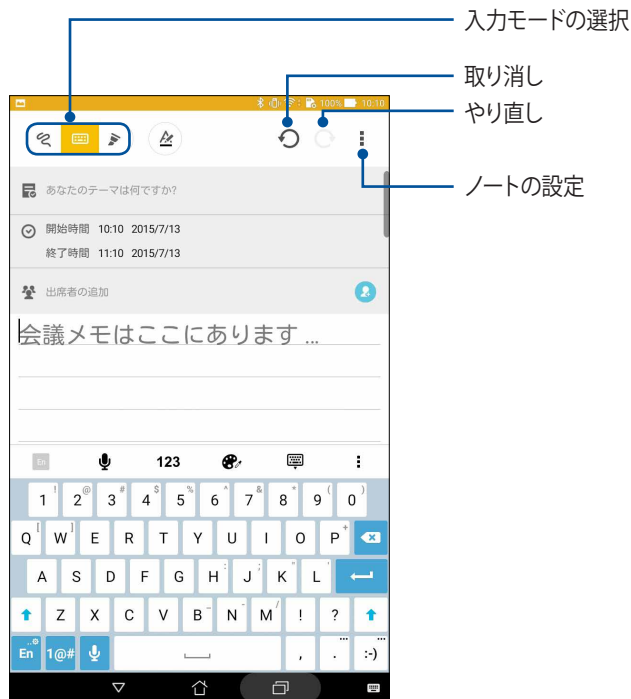 入力モードの選択
取り消し
やり直し
ノートの設定
100% 10:10
あなたのテーマは何ですか?
開始時間 10:10 2015/7/13
終了時間 11:10 2015/7/13
出席者の追加
会議メモはここにあります ...
En 123
1 ! 2 @ 3 # 4 $ 5 % 6 ^ 7 & 8 * 9 ( 0 )
Q [ W ] E R T Y U I O P +
A S D F G H : J ; K " L '
Z X C V B - N - M / ! ?
En 1@# , . ... :-) ...